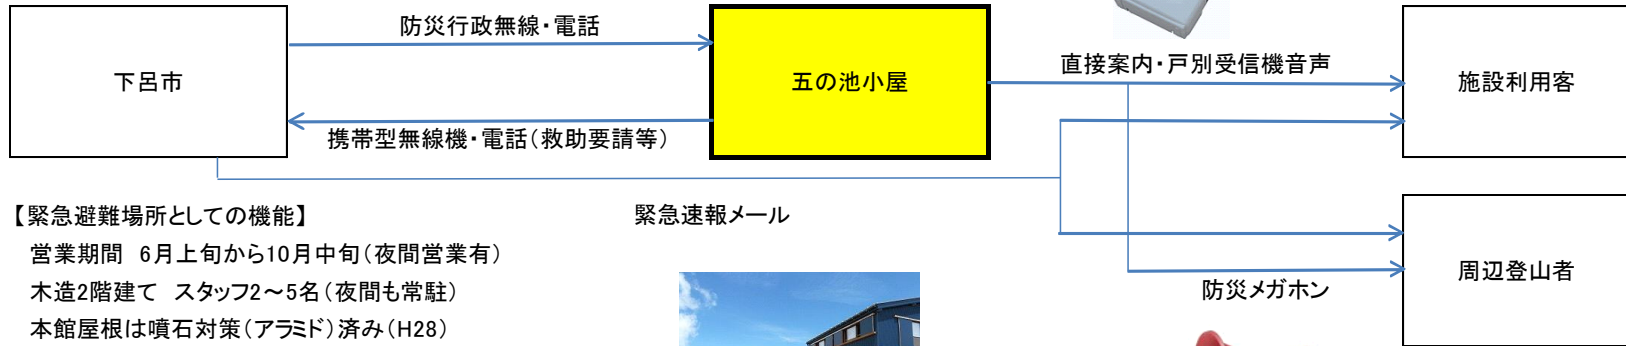 防災行政無線・電話
下呂市
五の池小屋
直接案内・戸別受信機音声
施設利用客
携帯型無線機・電話(救助要請等)
【緊急避難場所としての機能】
緊急速報メール
営業期間 6月上旬から10月中旬(夜間営業有)
木造2階建て スタッフ2～5名(夜間も常駐)
本館屋根は噴石対策(アラミド)済み(H28)
周辺登山者
防災メガホン